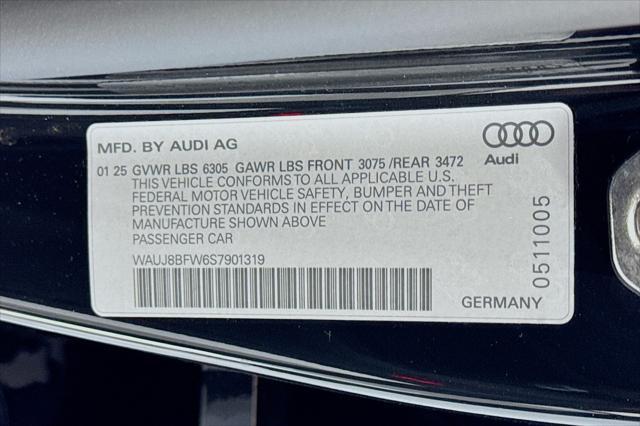 MFD. BY AUDI AG
Audi
01 25 GVWR LBS 6305 GAWR LBS FRONT 3075 /REAR 3472
THIS VEHICLE CONFORMS TO ALL APPLICABLE U.S.
FEDERAL MOTOR VEHICLE SAFETY, BUMPER AND THEFT
PREVENTION STANDARDS IN EFFECT ON THE DATE OF
MANUFACTURE SHOWN ABOVE
PASSENGER CAR
WAUJ8BFW6S7901319
GERMANY
0511005